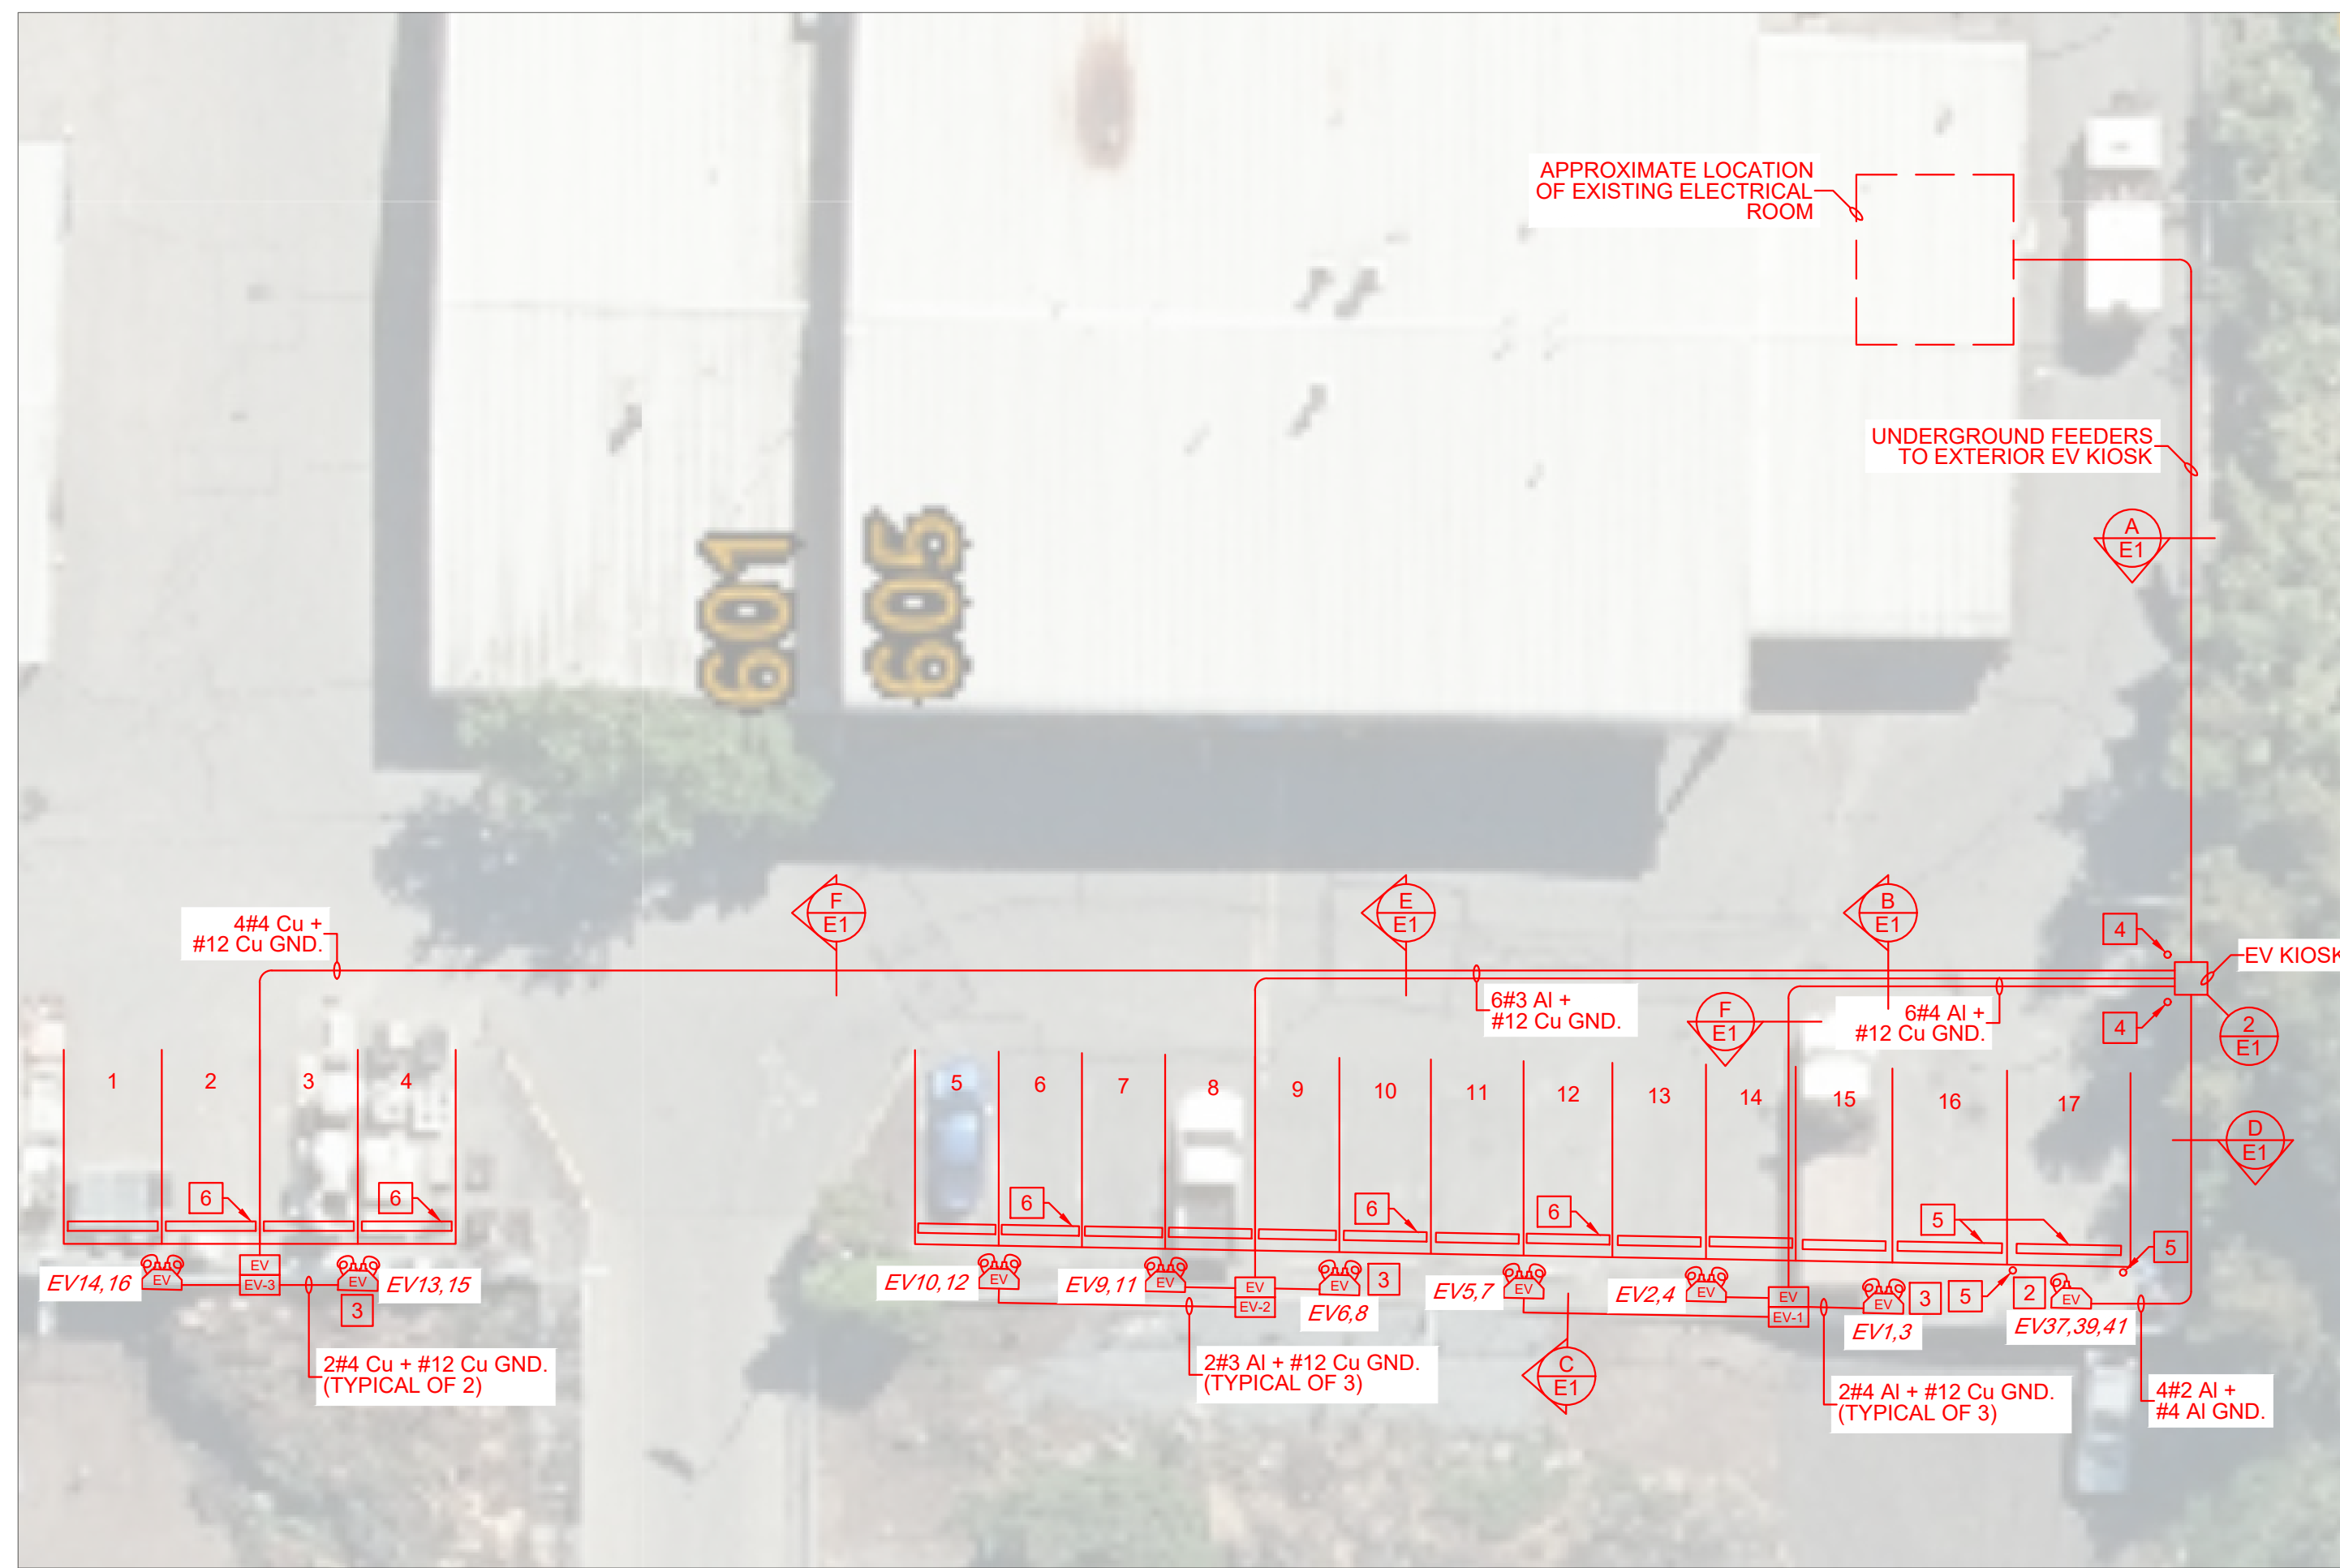 APPROXIMATE LOCATION
OF EXISTING ELECTRICAL
ROOM
UNDERGROUND FEEDERS
TO EXTERIOR EV KIOSK
601
605
A
E1
F
E1
E
E1
B
E1
4
EV KIOSK
4#4 Cu +
#12 Cu GND.
6#3 Al +
#12 Cu GND.
F
E1
6#4 Al +
#12 Cu GND.
4
2
E1
1
2
3
4
5
6
7
8
9
10
11
12
13
14
15
16
17
D
E1
6
6
6
6
6
5
5
EV14,16
EV
EV
EV-3
EV
EV13,15
3
EV10,12
EV
EV9,11
EV
EV
EV-2
EV
3
EV6,8
EV5,7
EV
EV2,4
EV
EV
EV-1
EV
3
EV1,3
5
2
EV
EV37,39,41
2#4 Cu + #12 Cu GND.
(TYPICAL OF 2)
2#3 Al + #12 Cu GND.
(TYPICAL OF 3)
C
E1
2#4 Al + #12 Cu GND.
(TYPICAL OF 3)
4#2 Al +
#4 Al GND.